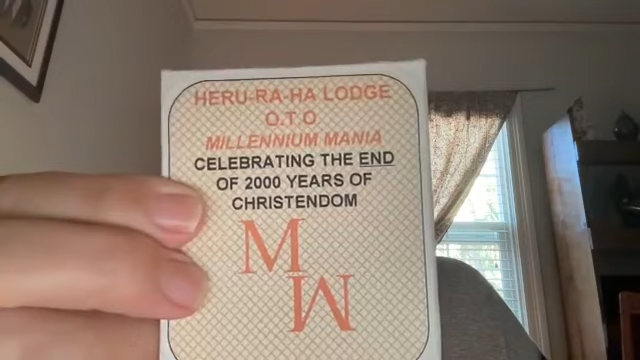 HERU-RA-HA LODGE
O.T O
MILLENNIUM MANIA
CELEBRATING THE END
OF 2000 YEARS OF
CHRISTENDOM
M
M